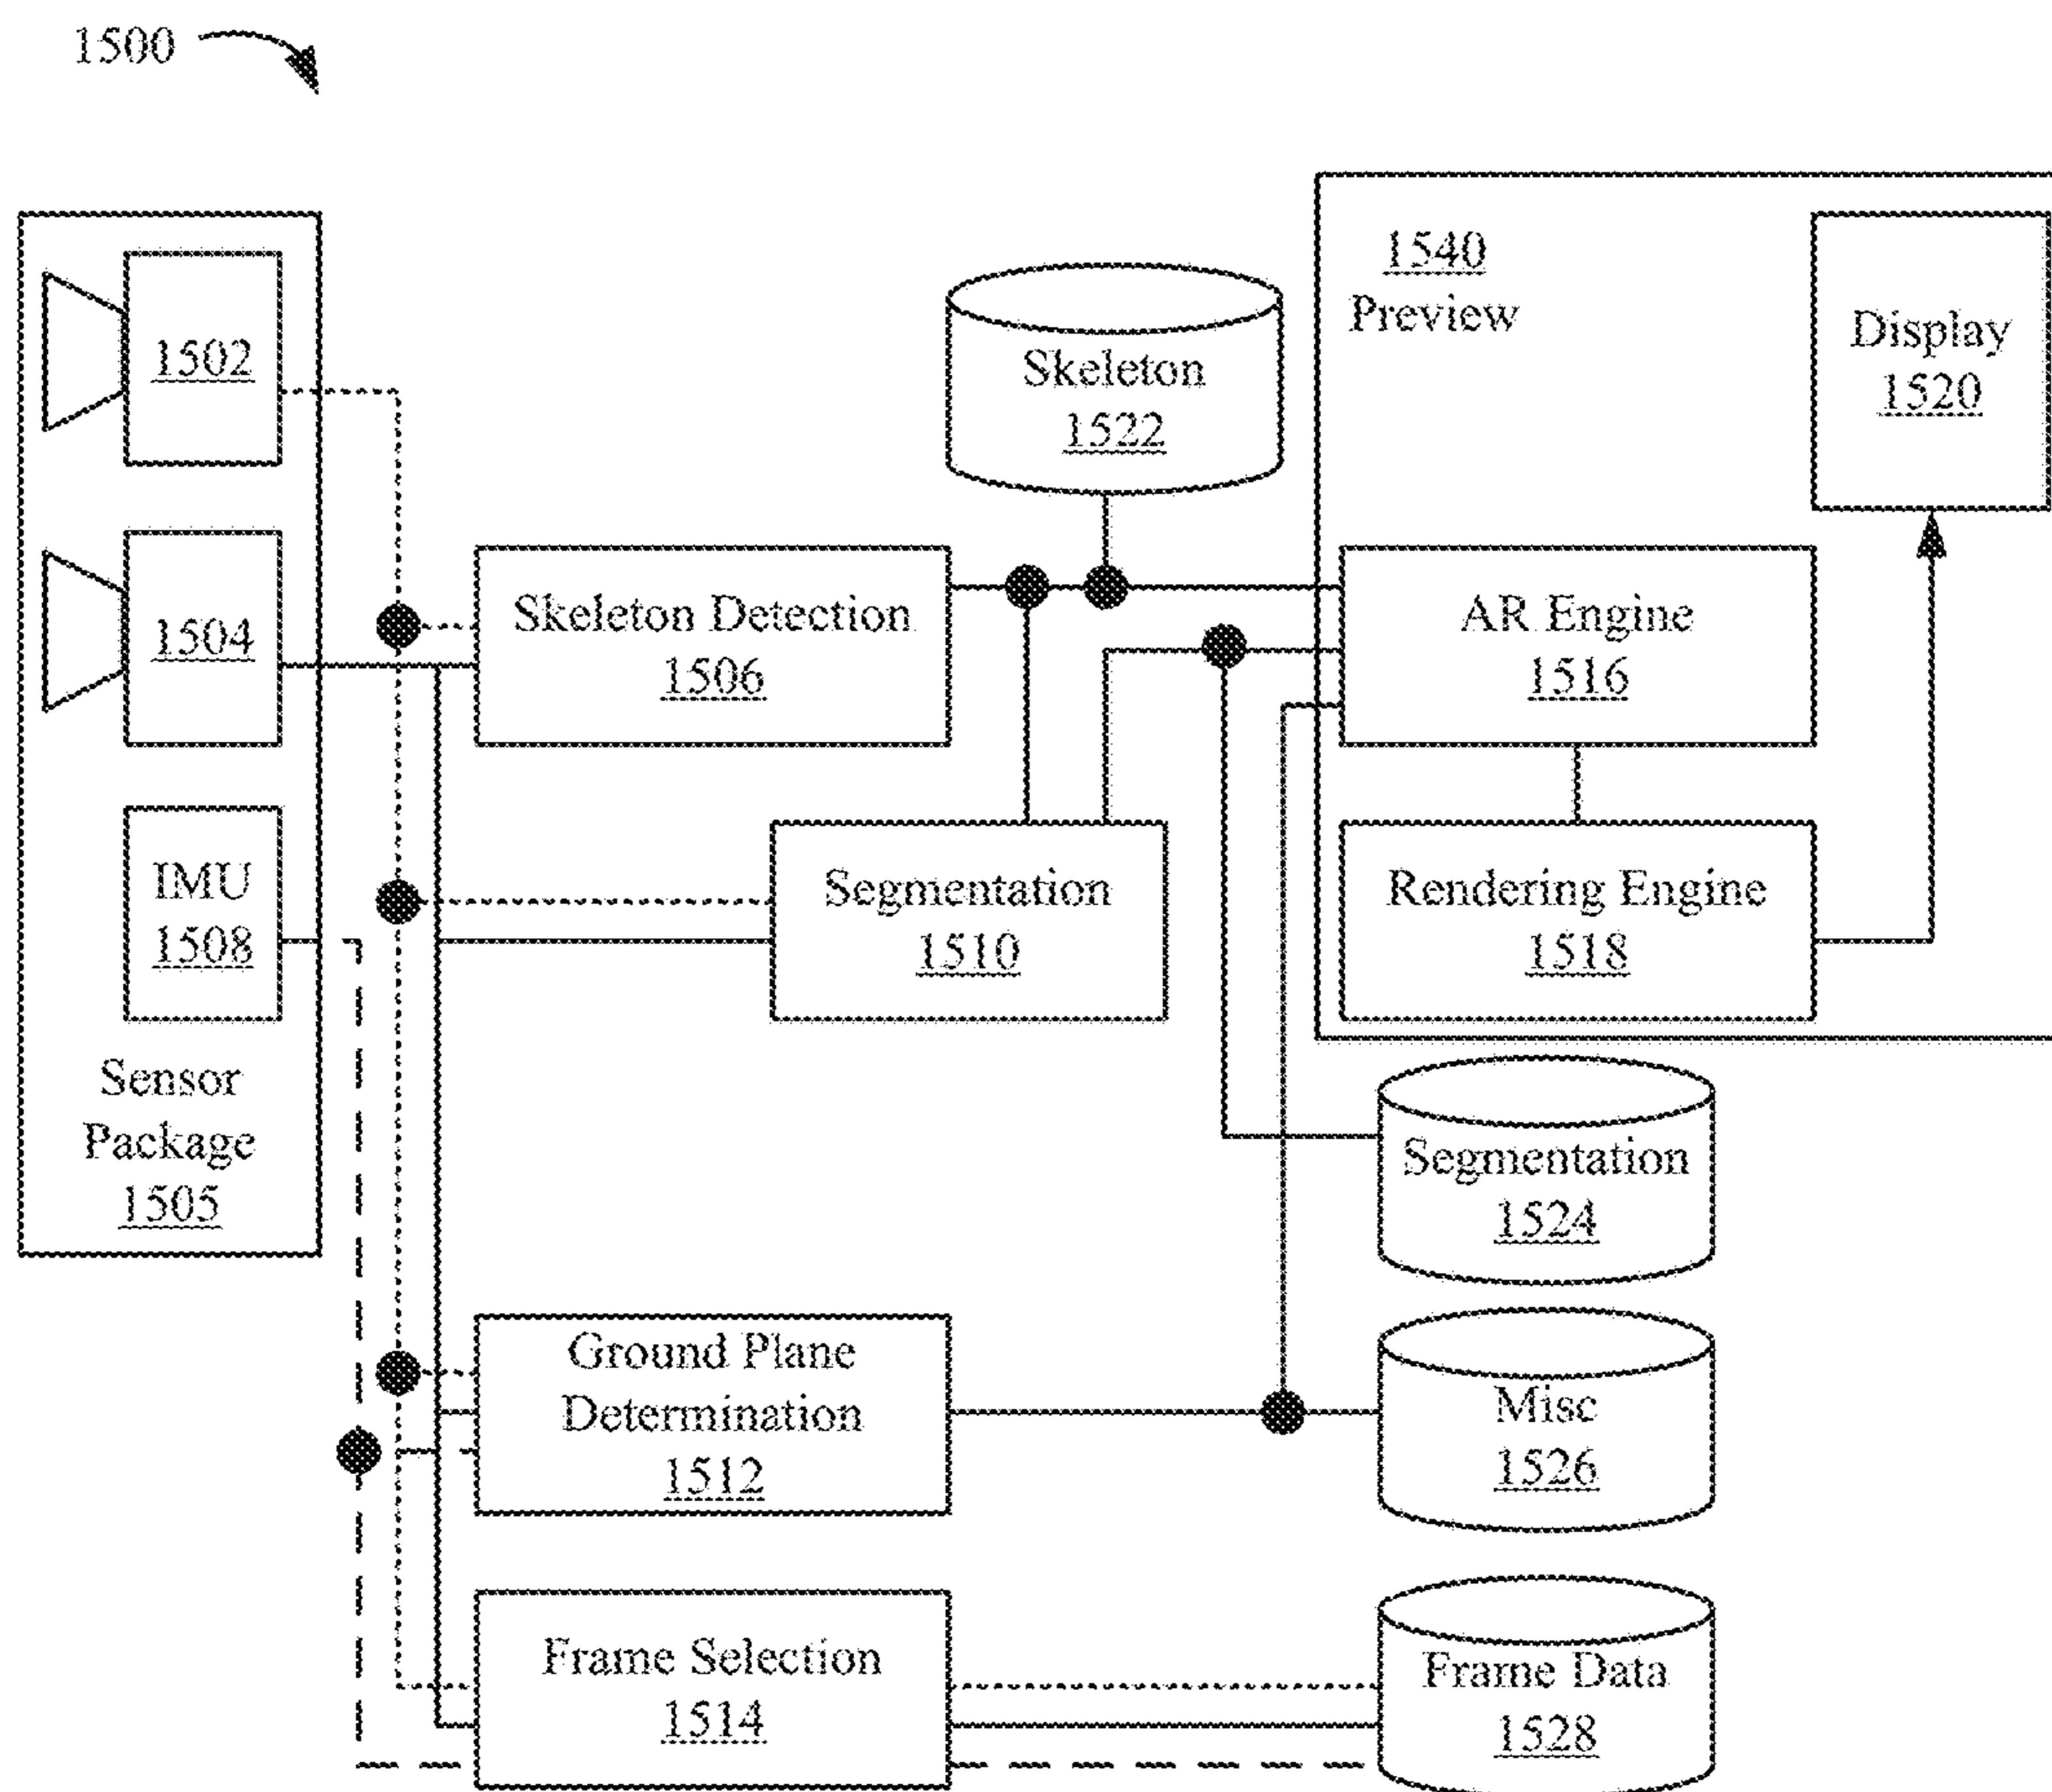 1500
1502
1504
IMU
1508
Sensor
Package
1505
Skeleton Detection
1506
Segmentation
1510
Ground Plane
Determination
1512
Frame Selection
1514
Skeleton
1522
1540
Preview
Display
1520
AR Engine
1516
Rendering Engine
1518
Segmentation
1524
Misc
1526
Frame Data
1528